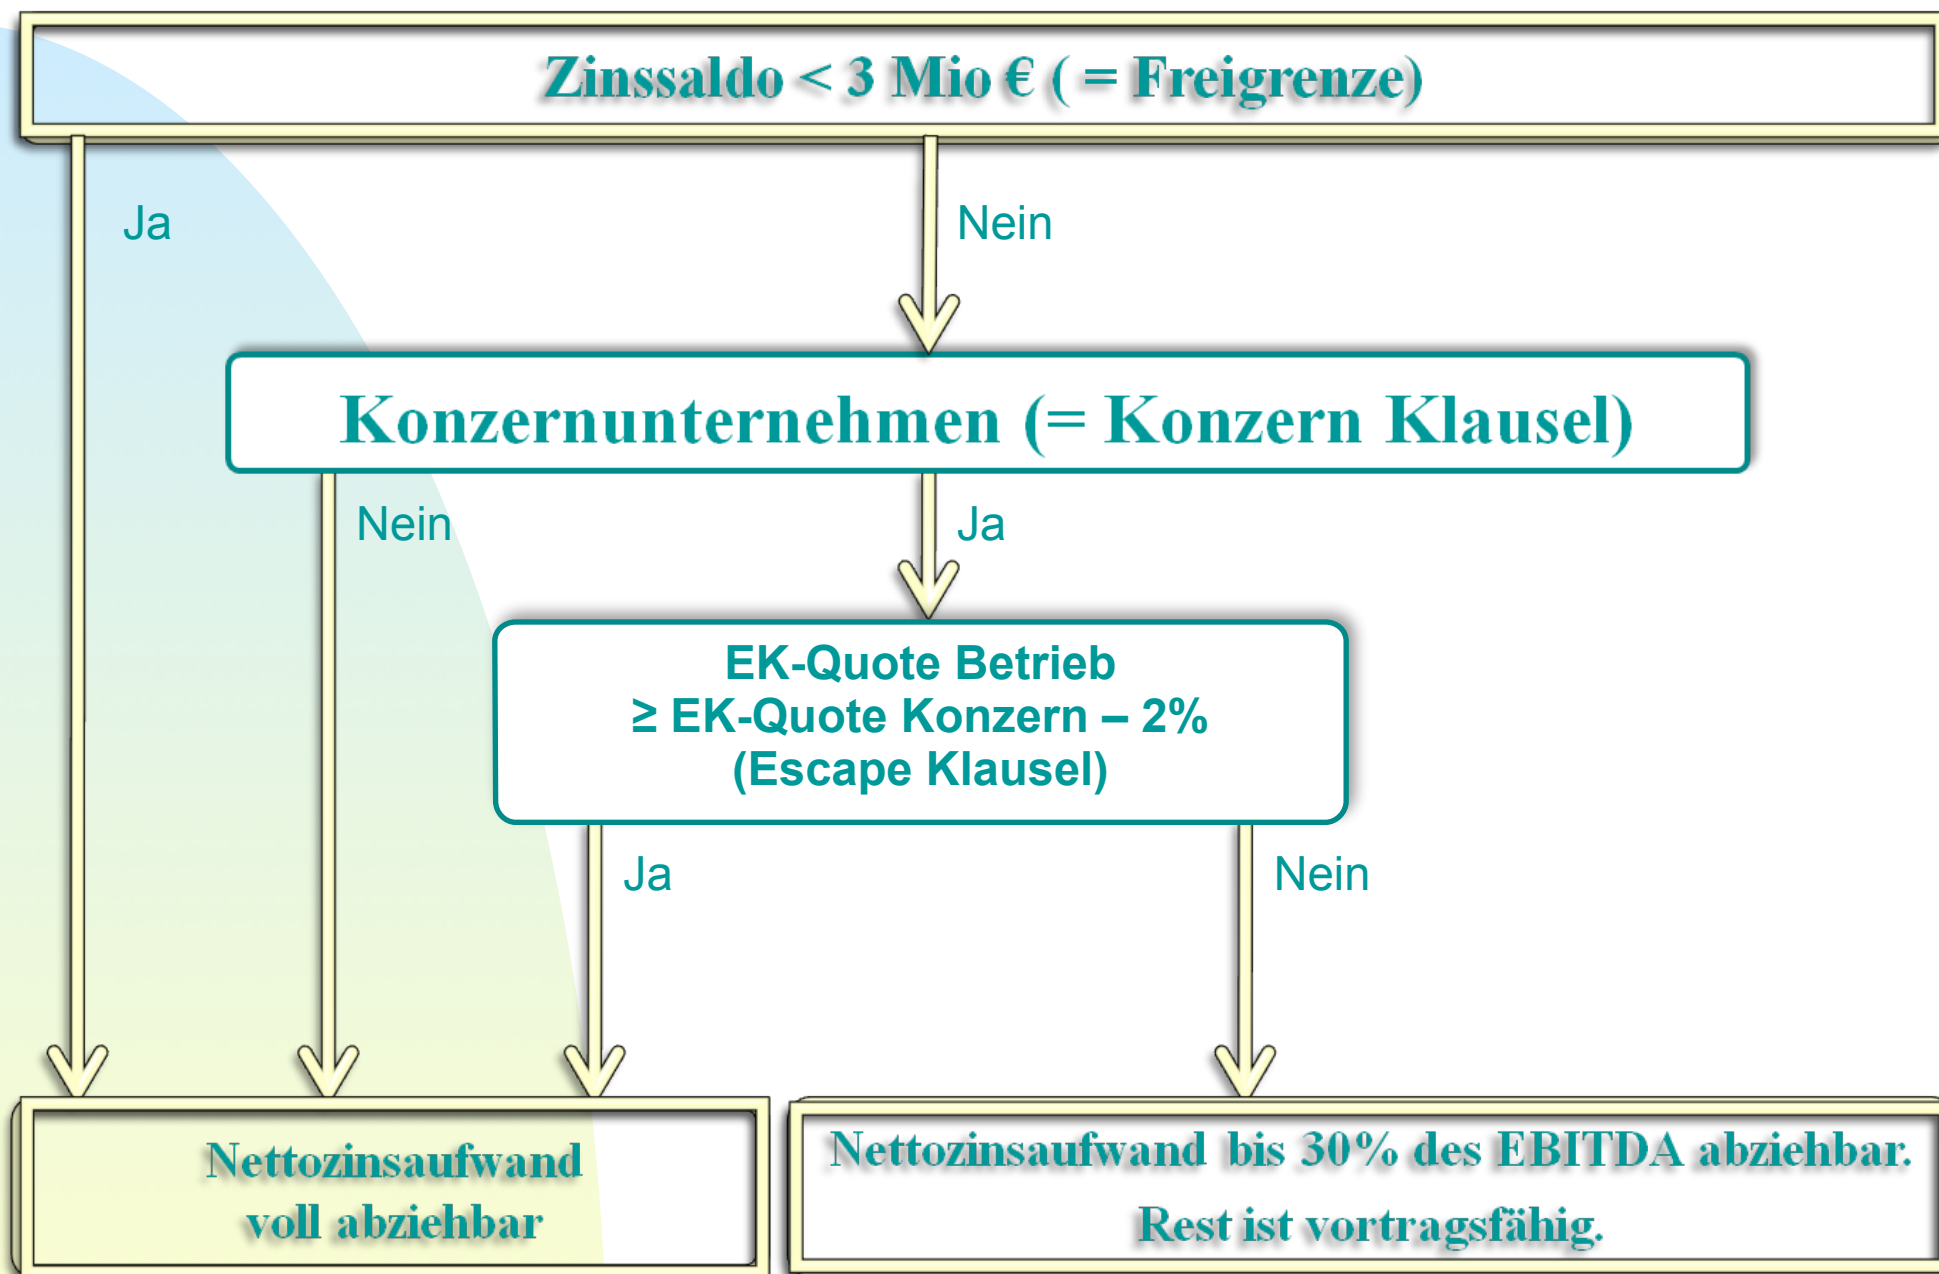 Zinssaldo < 3 Mio € ( = Freigrenze)
Ja
Nein
Konzernunternehmen (= Konzern Klausel)
Nein
Ja
EK-Quote Betrieb
≥ EK-Quote Konzern – 2%
(Escape Klausel)
Ja
Nein
Nettozinsaufwand
voll abziehbar
Nettozinsaufwand bis 30% des EBITDA abziehbar.
Rest ist vortragsfähig.